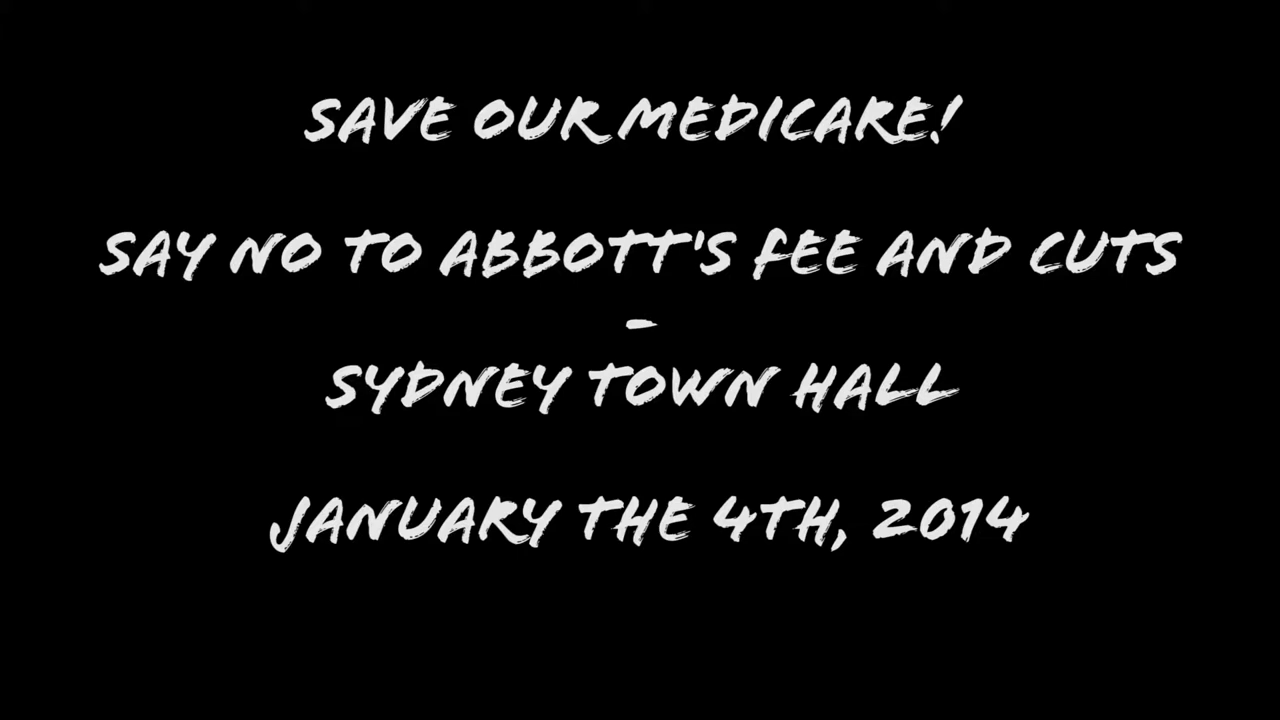 SAVE OUR MEDICARE!
SAY NO TO ABBOTT'S FEE AND CUTS
-
SYDNEY TOWN HALL
JANUARY THE 4TH, 2014